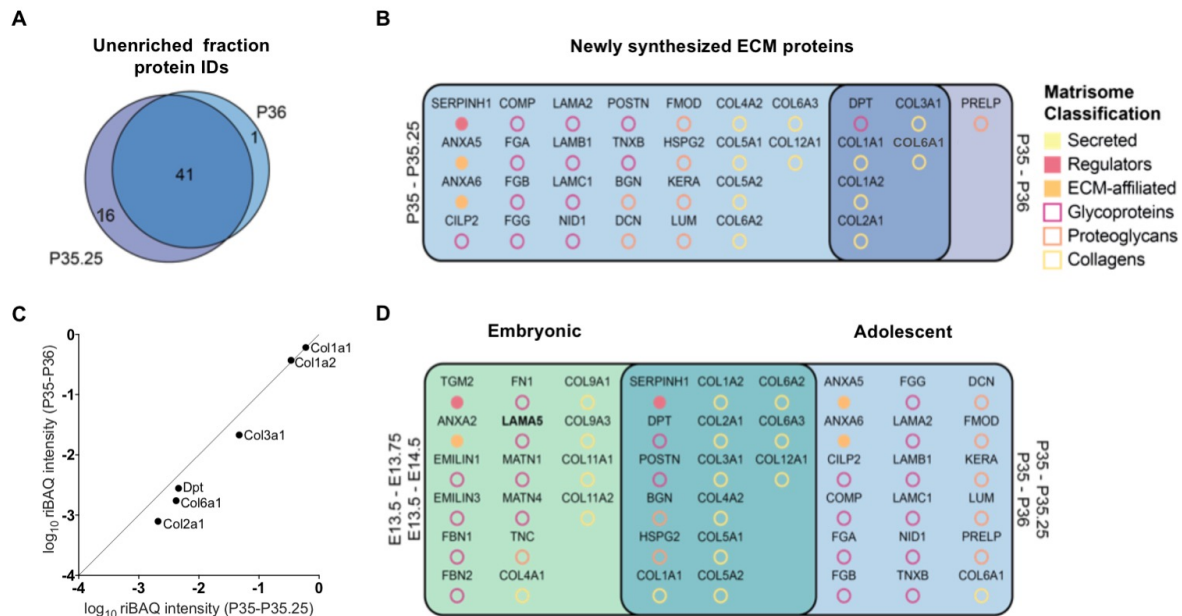 A
Unenriched fraction
protein IDs
P36
1
41
16
P35.25
B
Newly synthesized ECM proteins
P35 - P35.25
SERPINH1 COMP LAMA2 POSTN FMOD COL4A2 COL6A3 DPT COL3A1 PRELP
ANXA5 FGA LAMB1 TNXB HSPG2 COL5A1 COL12A1 COL1A1 COL6A1
ANXA6 FGB LAMC1 BGN KERA COL5A2 COL1A2
CILP2 FGG NID1 DCN LUM COL6A2 COL2A1
P35 - P36
Matrisome
Classification
Secreted
Regulators
ECM-affiliated
Glycoproteins
Proteoglycans
Collagens
C
log10 riBAQ intensity (P35-P36)
0
-1
-2
-3
-4
Col1a1
Col1a2
Col3a1
Dpt
Col6a1
Col2a1
-4 -3 -2 -1 0
log10 riBAQ intensity (P35-P35.25)
D
Embryonic Adolescent
E13.5 - E13.75
E13.5 - E14.5
TGM2 FN1 COL9A1 SERPINH1 COL1A2 COL6A2 ANXA5 FGG DCN
ANXA2 LAMA5 COL9A3 DPT COL2A1 COL6A3 ANXA6 LAMA2 FMOD
EMILIN1 MATN1 COL11A1 POSTN COL3A1 COL12A1 CILP2 LAMB1 KERA
EMILIN3 MATN4 COL11A2 BGN COL4A2 COMP LAMC1 LUM
FBN1 TNC HSPG2 COL5A1 FGA NID1 PRELP
FBN2 COL4A1 COL1A1 COL5A2 FGB TNXB COL6A1
P35 - P35.25
P35 - P36